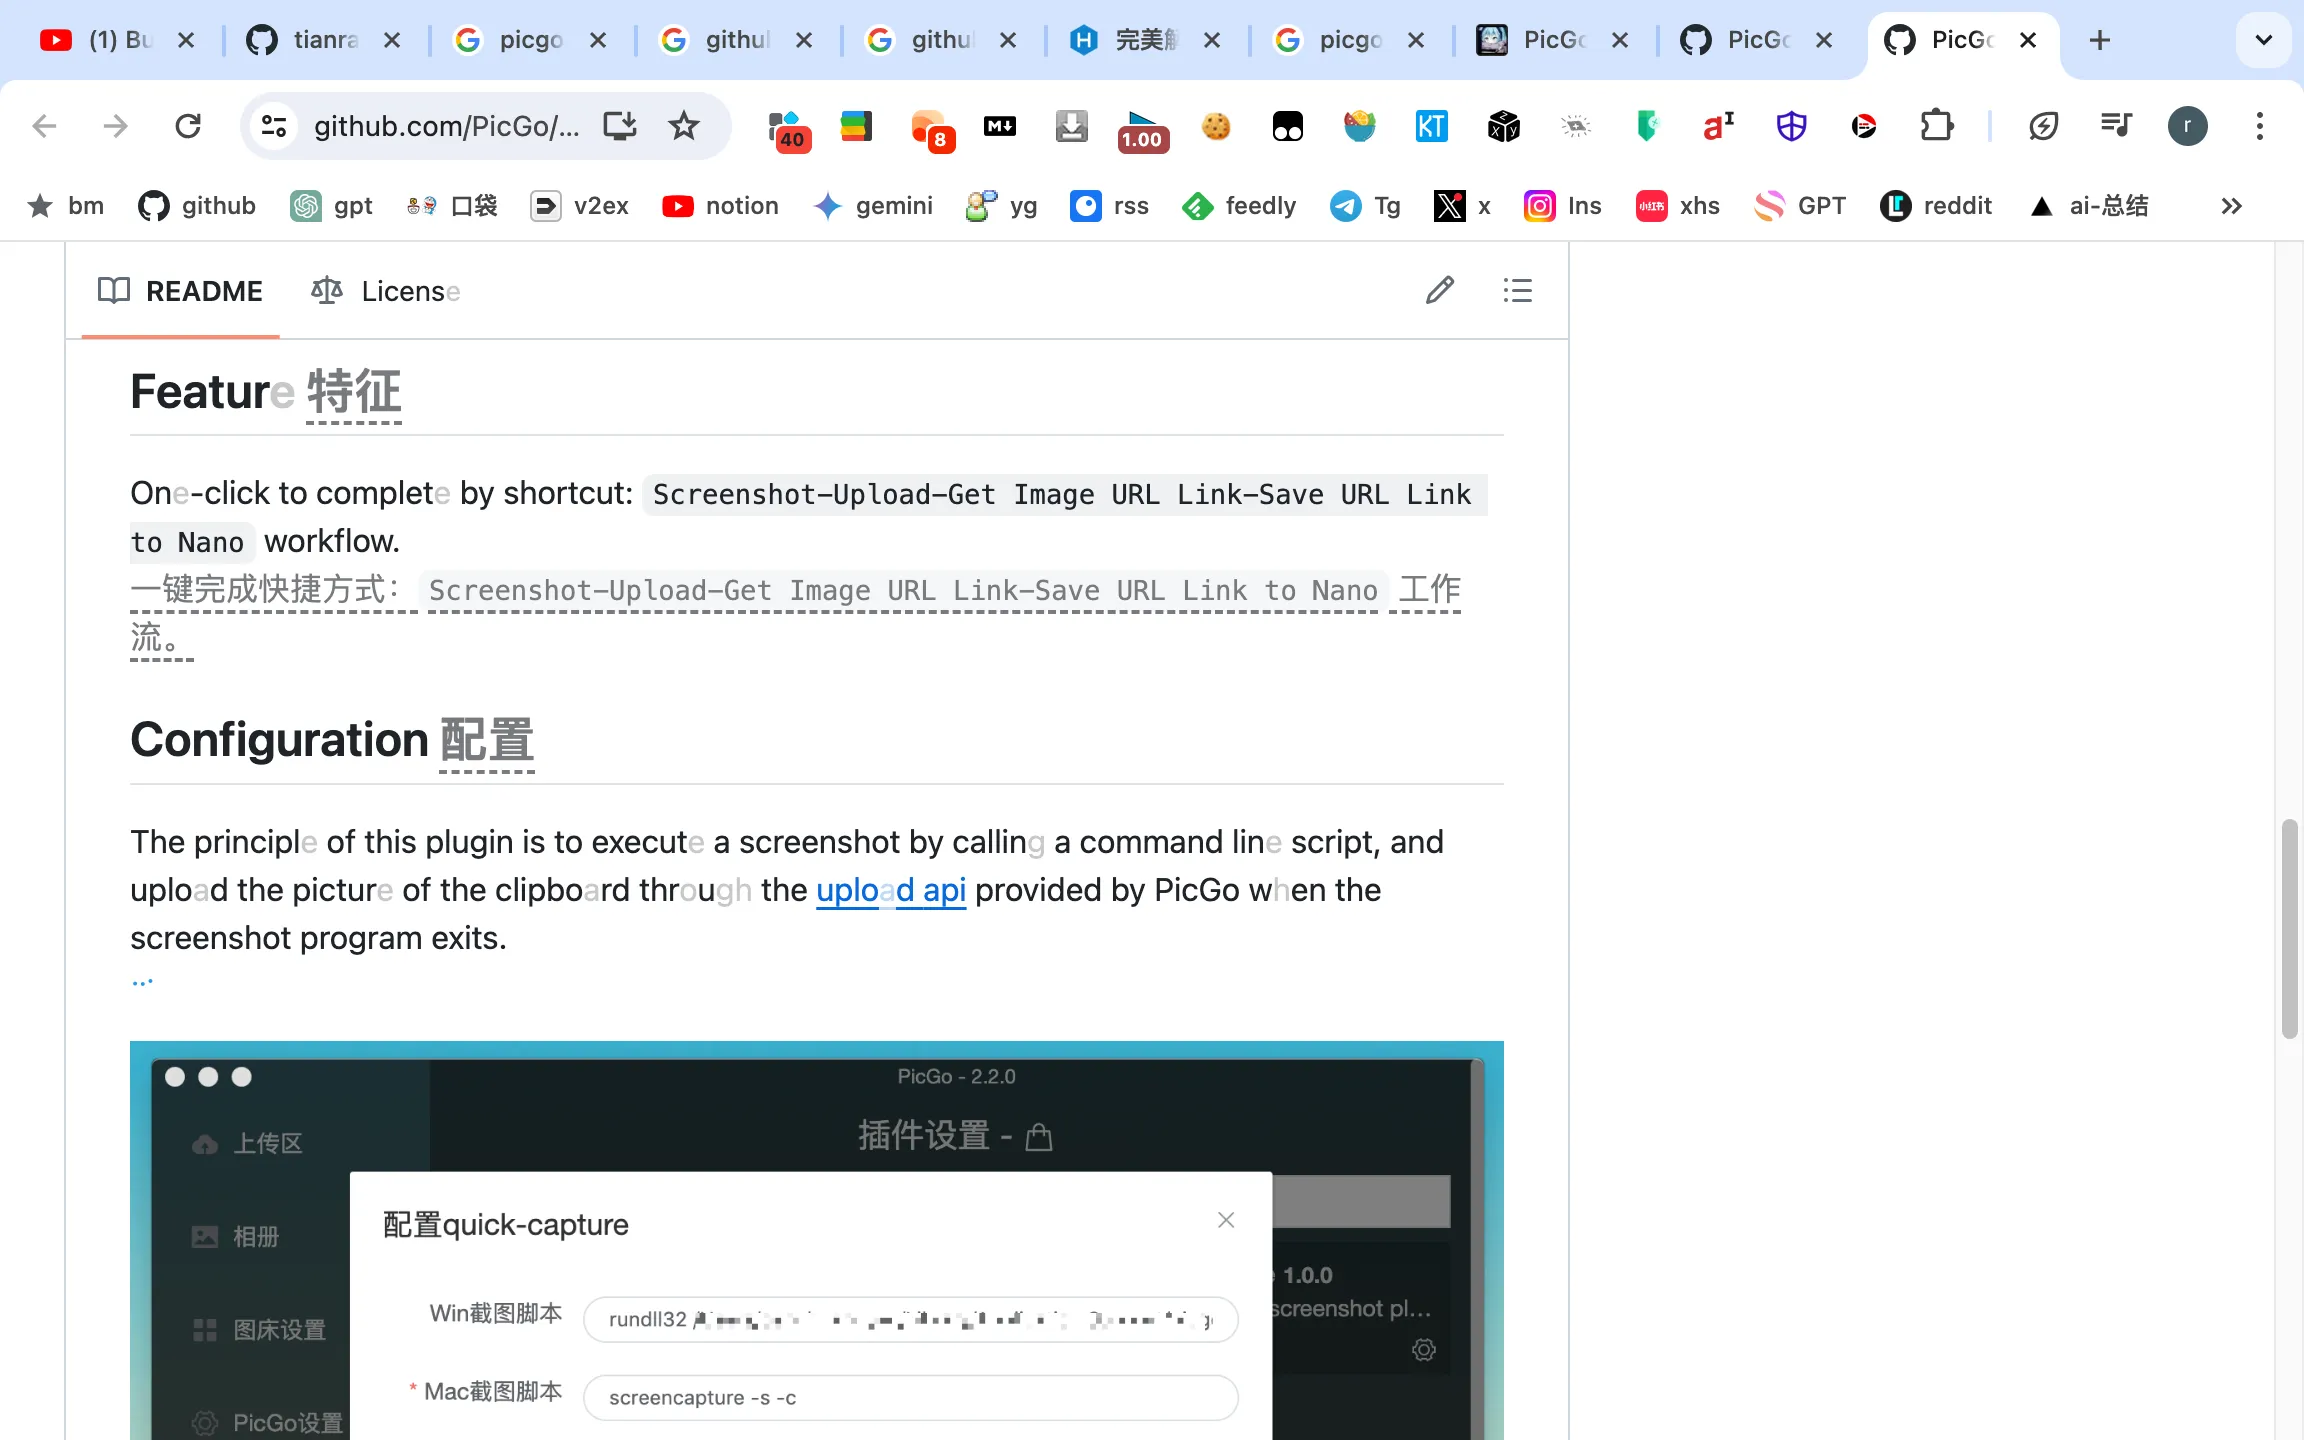 (1) Bu
tianra
picgo
githu
githu
完美解
picgo
PicGo
PicGo
PicGo
github.com/PicGo/...
40
8
M↓
1.00
KT
XYZ
aI
r
bm
github
gpt
口袋
v2ex
notion
gemini
yg
rss
feedly
Tg
x
Ins
小红书
xhs
GPT
reddit
ai-总结
README
License
Feature 特征
One-click to complete by shortcut: Screenshot-Upload-Get Image URL Link-Save URL Link
to Nano workflow.
一键完成快捷方式： Screenshot-Upload-Get Image URL Link-Save URL Link to Nano 工作
流。
Configuration 配置
The principle of this plugin is to execute a screenshot by calling a command line script, and
upload the picture of the clipboard through the upload api provided by PicGo when the
screenshot program exits.
...
PicGo - 2.2.0
插件设置 -
上传区
相册
图床设置
PicGo设置
配置quick-capture
1.0.0
screenshot pl...
Win截图脚本
rundll32
* Mac截图脚本
screencapture -s -c